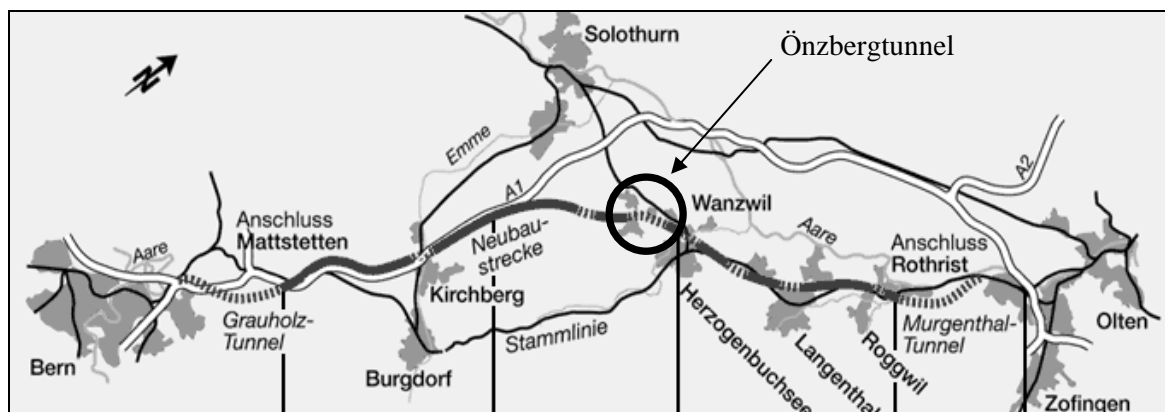 Solothurn
Önzbergtunnel
N
Emme
A1
A2
Wanzwil
Anschluss
Mattstetten
Aare
Neubau-
strecke
Aare
Anschluss
Rothrist
Kirchberg
Grauholz-
Tunnel
Stammlinie
Herzogenbuchsee
Murgenthal-
Tunnel
Olten
Bern
Burgdorf
Langenthal
Roggwil
Zofingen